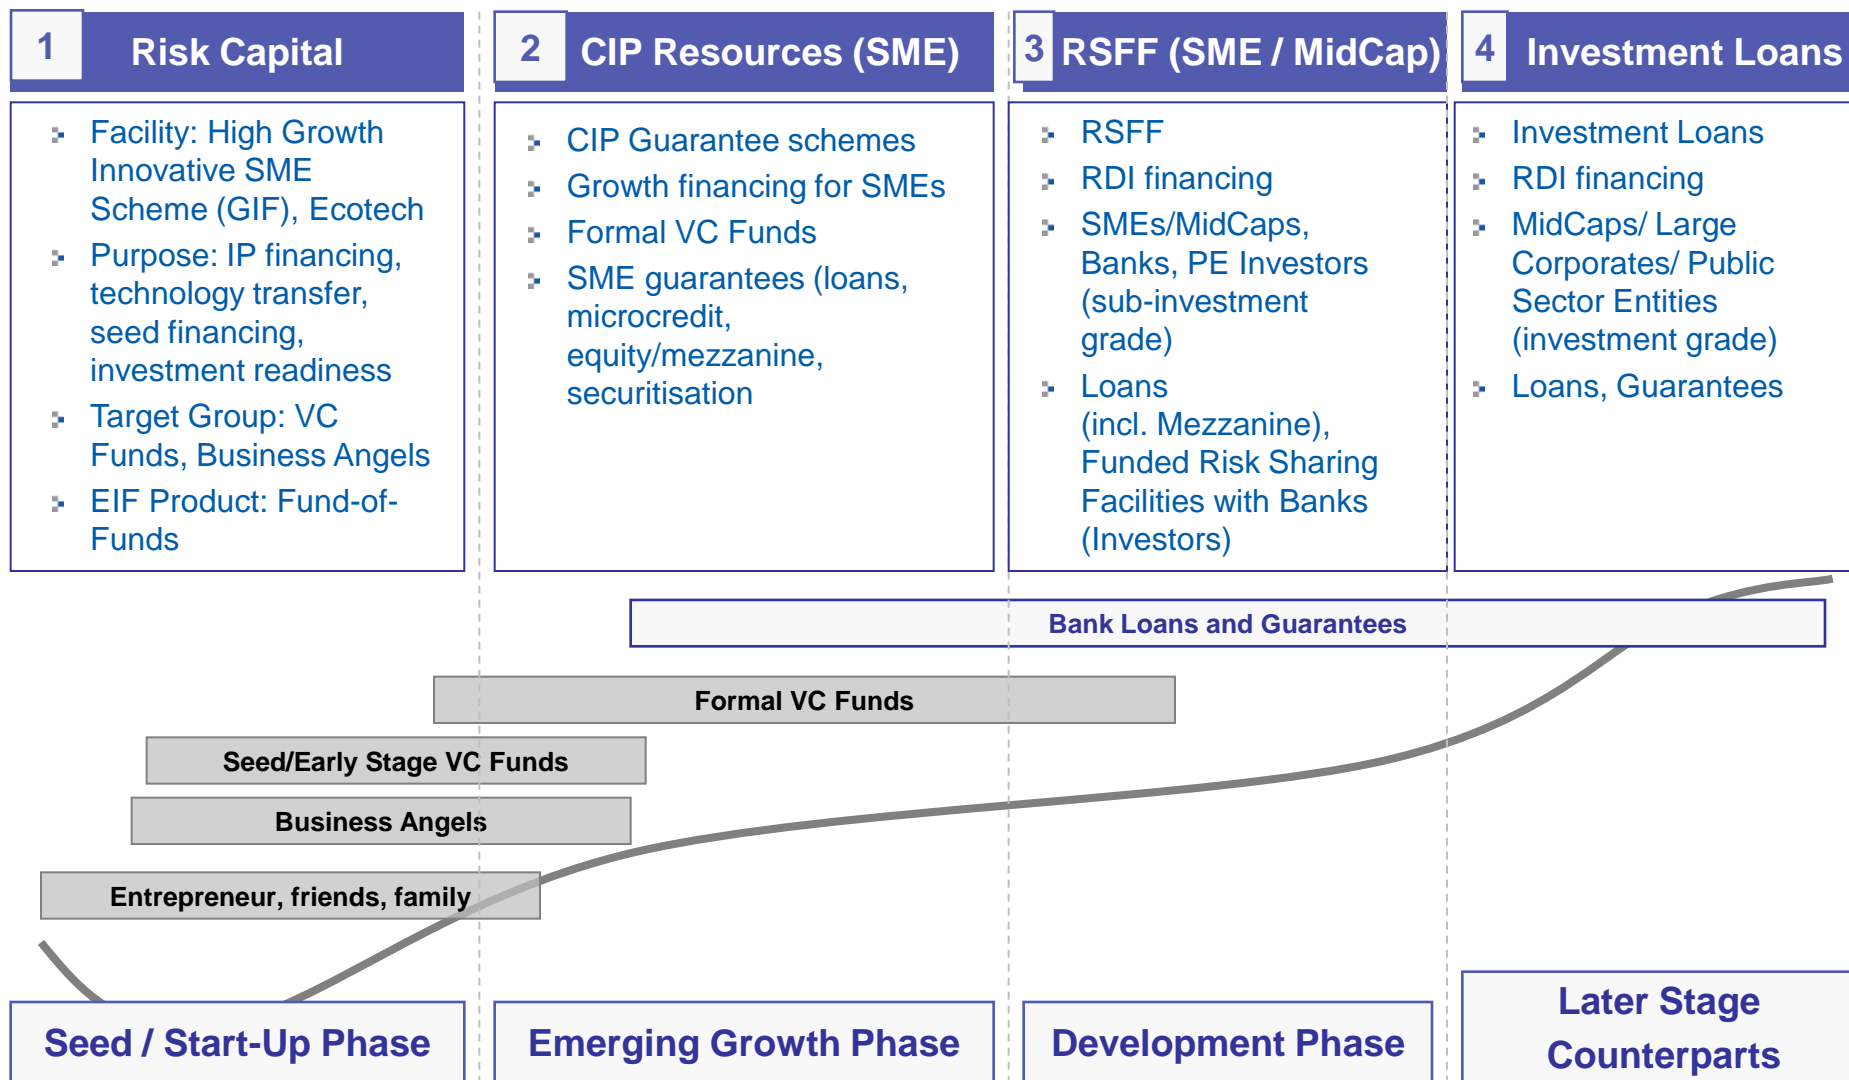 1 Risk Capital
Facility: High Growth
Innovative SME
Scheme (GIF), Ecotech
Purpose: IP financing,
technology transfer,
seed financing,
investment readiness
Target Group: VC
Funds, Business Angels
EIF Product: Fund-of-
Funds
2 CIP Resources (SME)
CIP Guarantee schemes
Growth financing for SMEs
Formal VC Funds
SME guarantees (loans,
microcredit,
equity/mezzanine,
securitisation
3 RSFF (SME / MidCap)
RSFF
RDI financing
SMEs/MidCaps,
Banks, PE Investors
(sub-investment
grade)
Loans
(incl. Mezzanine),
Funded Risk Sharing
Facilities with Banks
(Investors)
4 Investment Loans
Investment Loans
RDI financing
MidCaps/ Large
Corporates/ Public
Sector Entities
(investment grade)
Loans, Guarantees
Bank Loans and Guarantees
Formal VC Funds
Seed/Early Stage VC Funds
Business Angels
Entrepreneur, friends, family
Seed / Start-Up Phase
Emerging Growth Phase
Development Phase
Later Stage
Counterparts